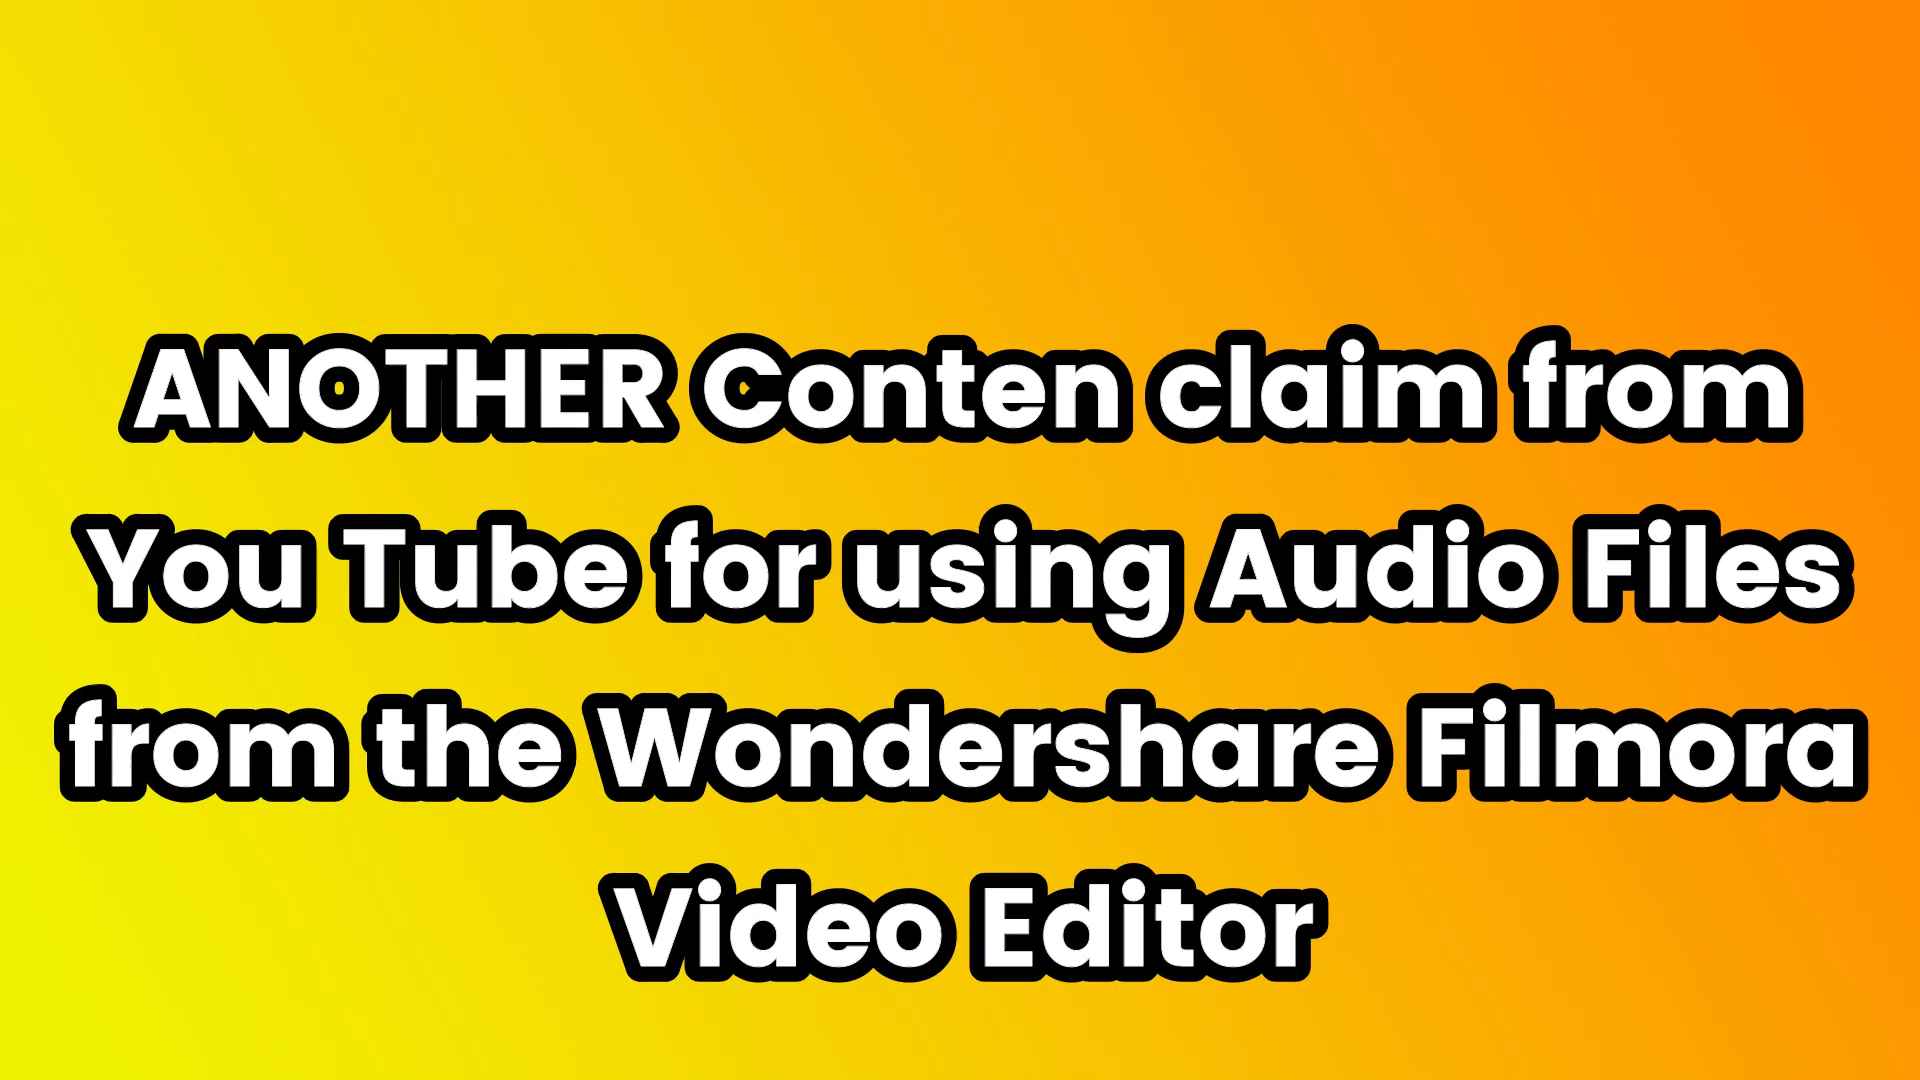 ANOTHER Conten claim from
You Tube for using Audio Files
from the Wondershare Filmora
Video Editor